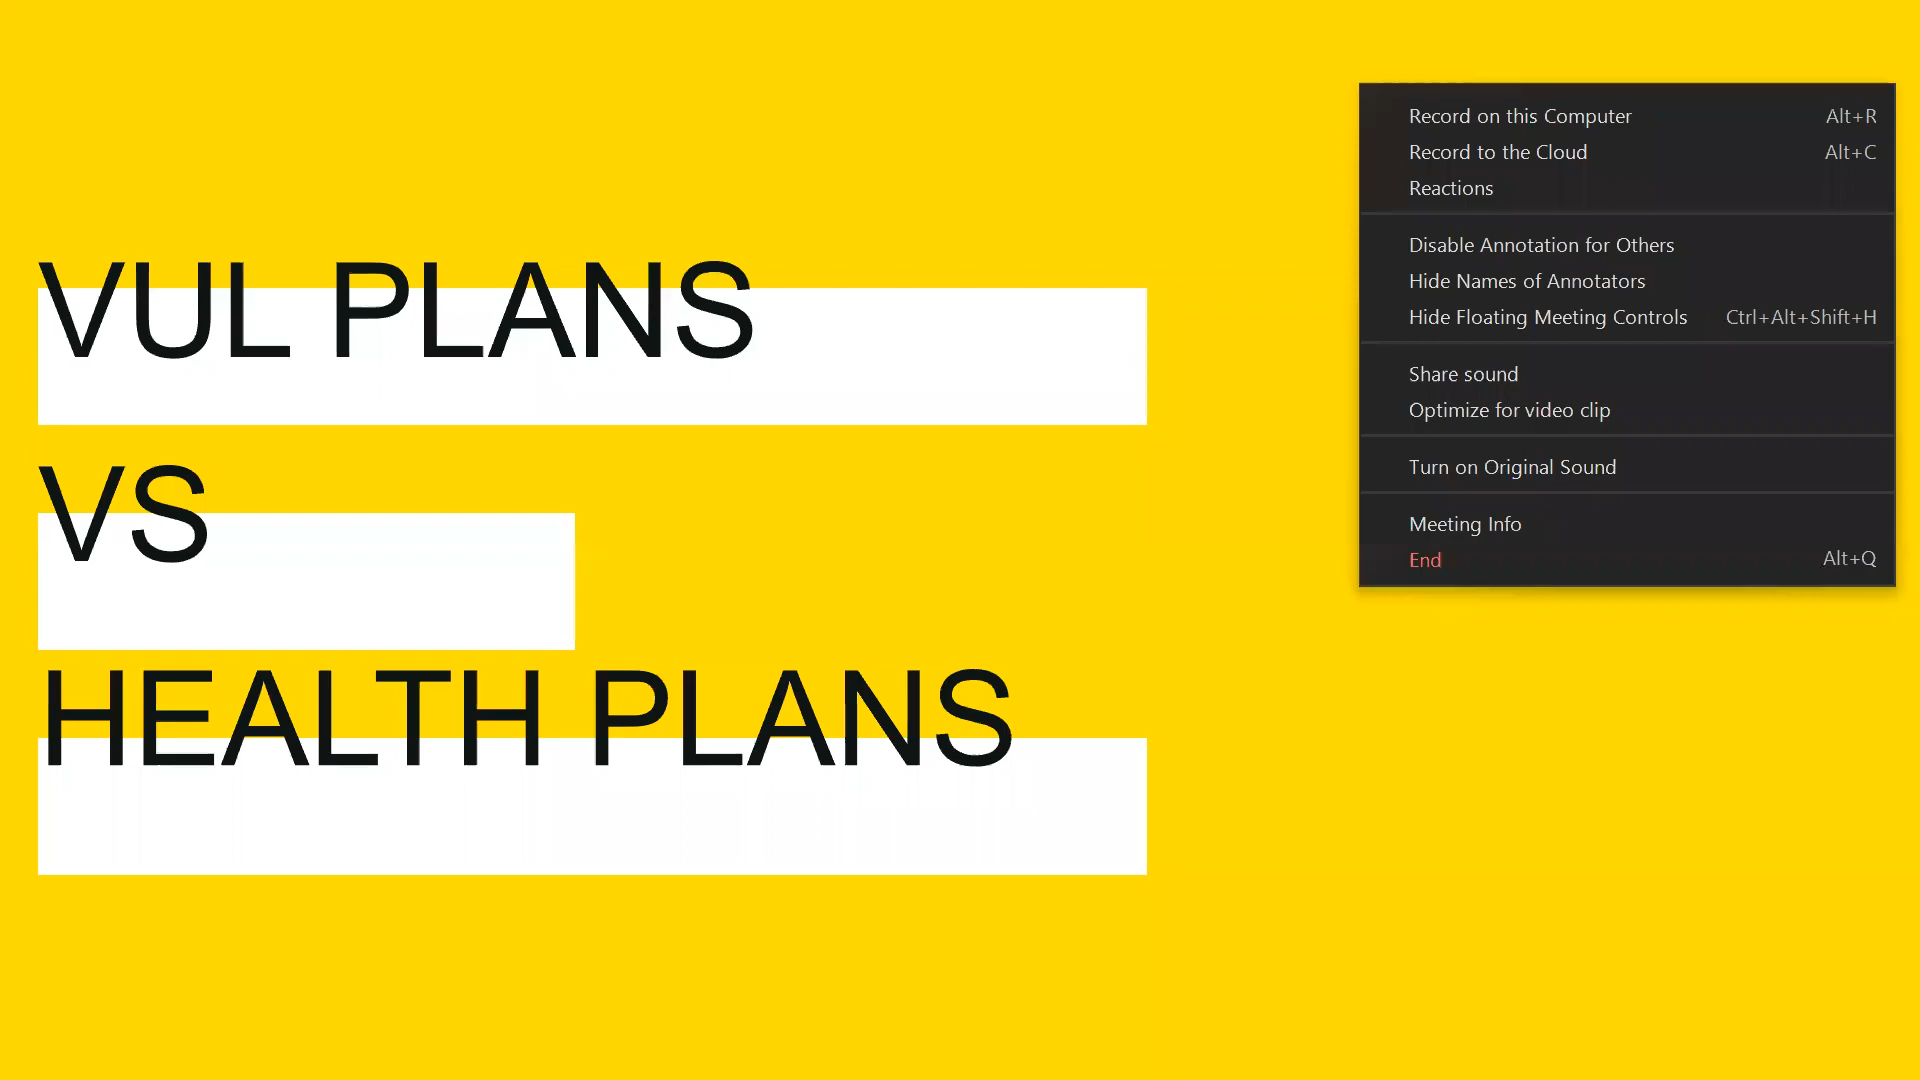 VUL PLANS
VS
HEALTH PLANS
Record on this Computer Alt+R
Record to the Cloud Alt+C
Reactions
Disable Annotation for Others
Hide Names of Annotators
Hide Floating Meeting Controls Ctrl+Alt+Shift+H
Share sound
Optimize for video clip
Turn on Original Sound
Meeting Info
End Alt+Q